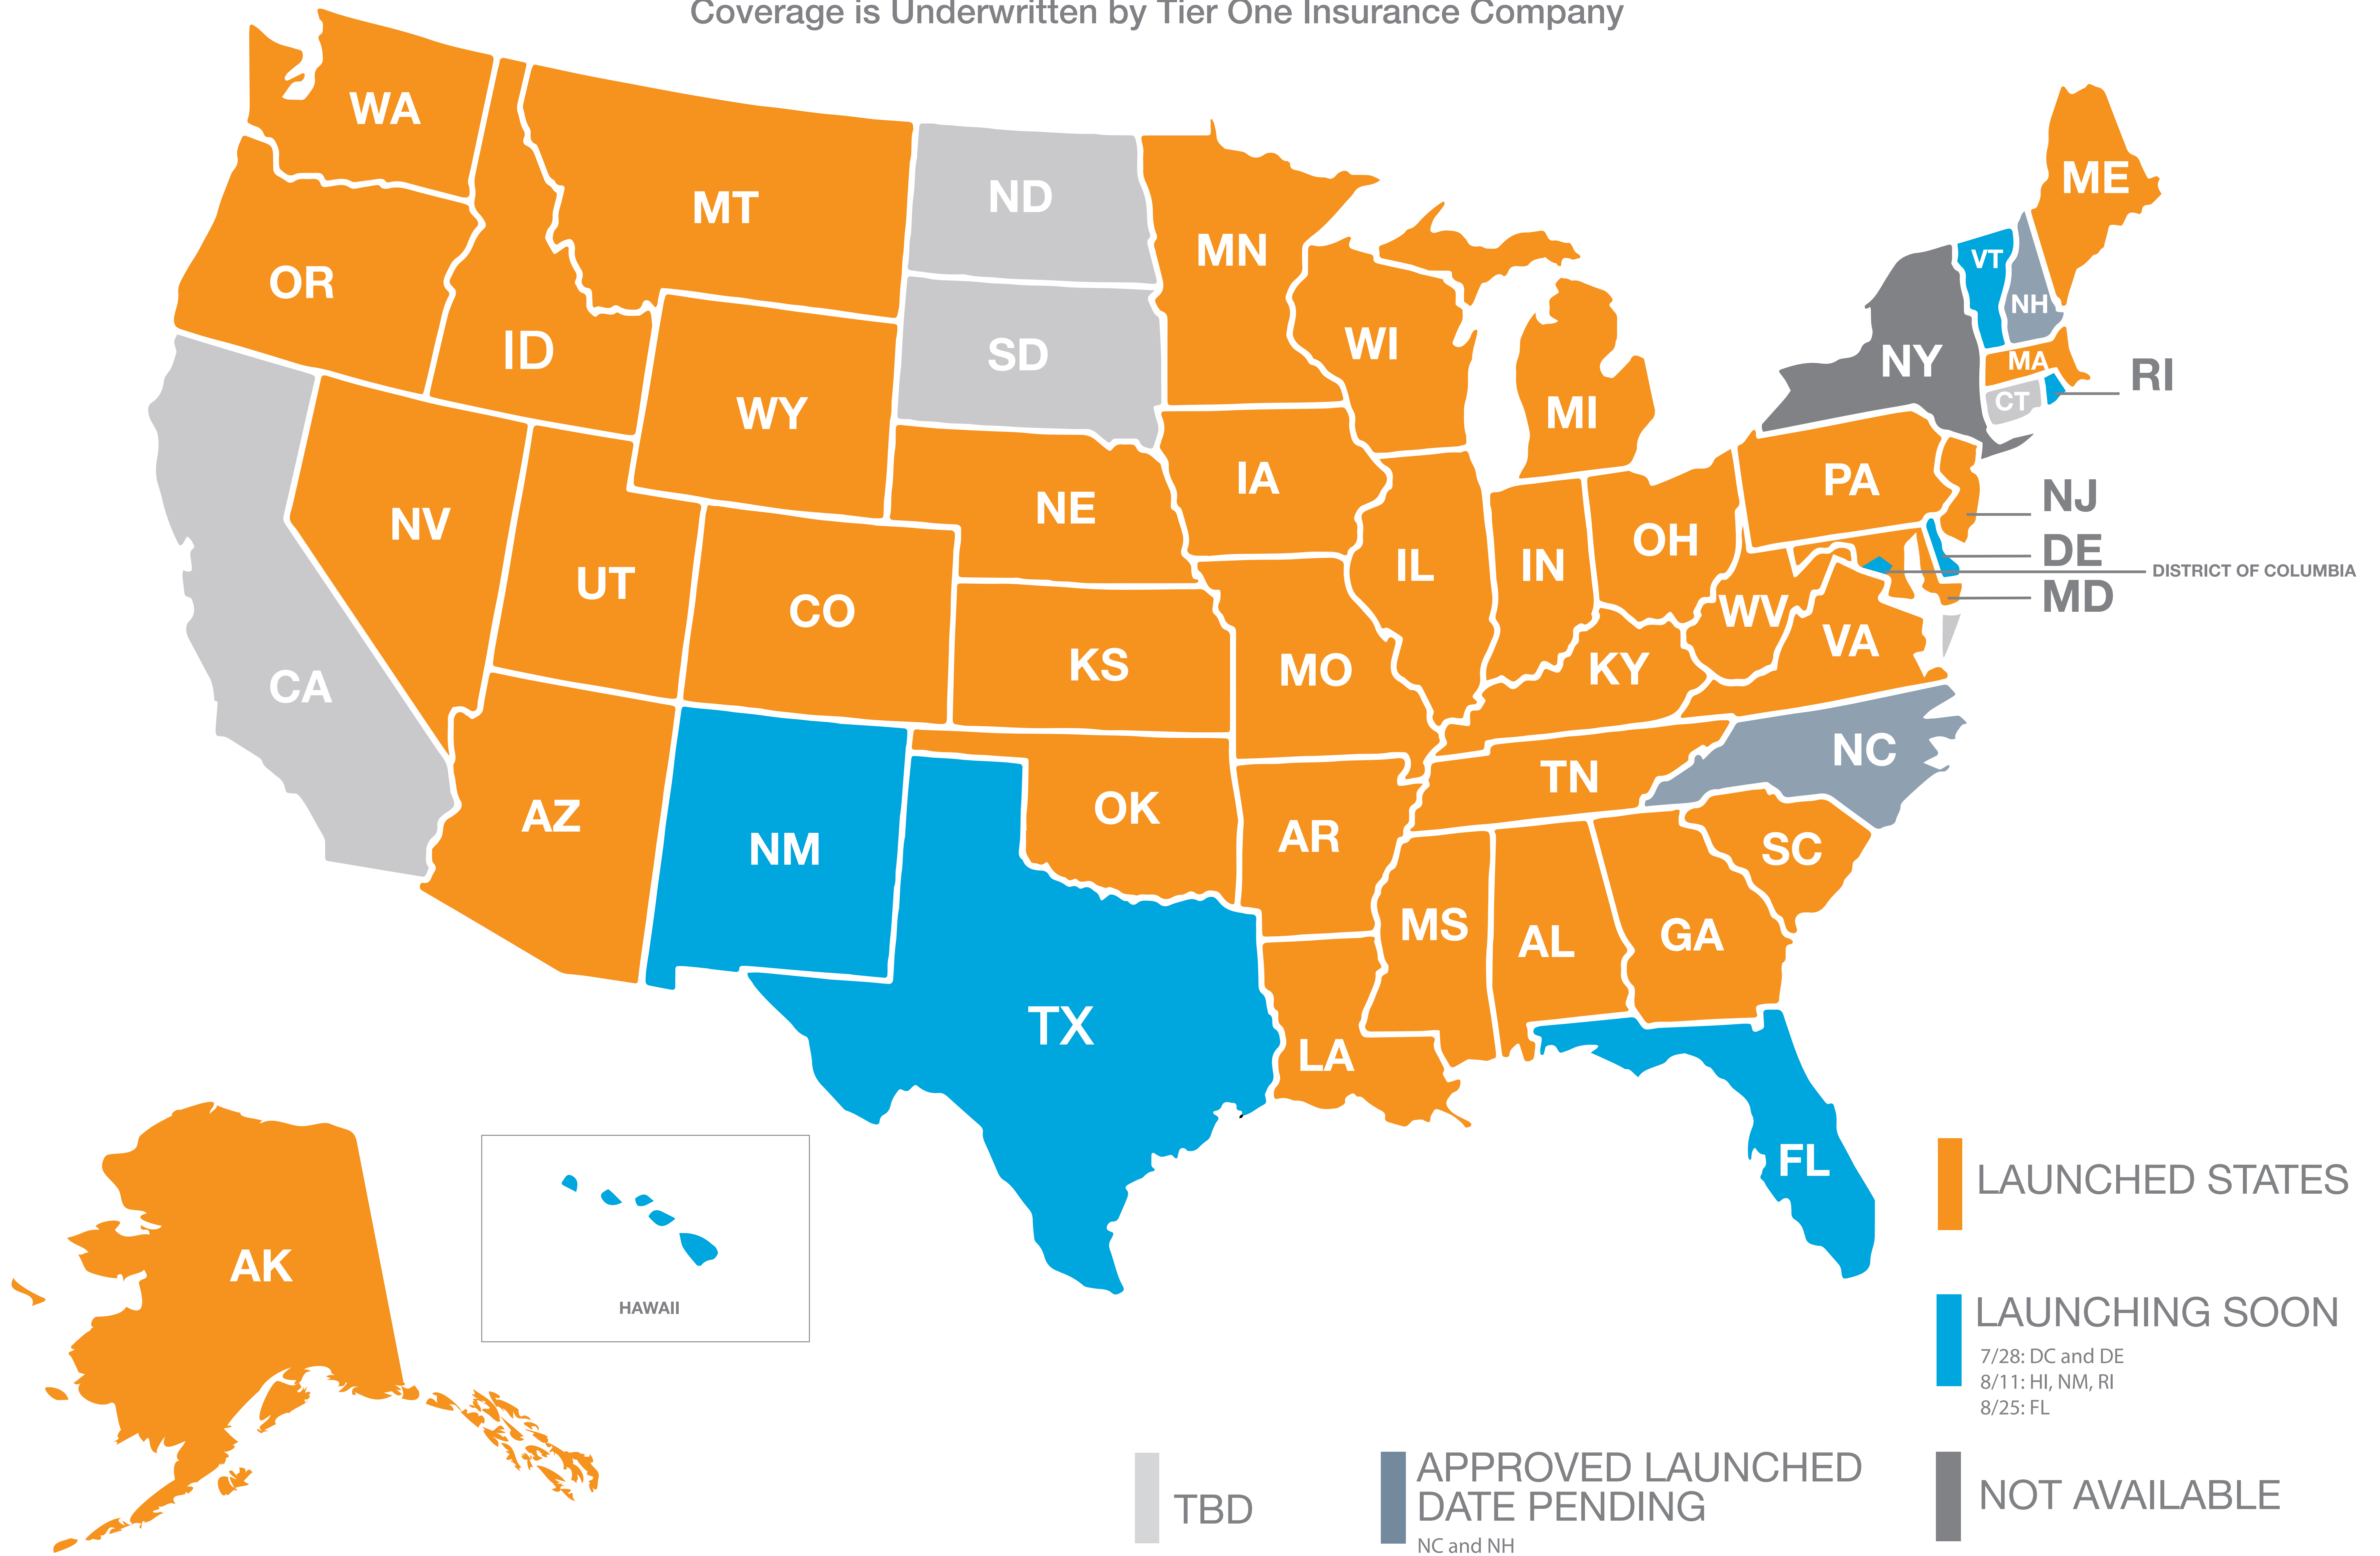 Coverage is Underwritten by Tier One Insurance Company
WA
ME
MT
ND
VT
MN
OR
NH
ID
SD
WI
NY
MA
RI
WY
MI
CT
IA
PA
NE
NJ
NV
OH
DE
UT
IL
IN
DISTRICT OF COLUMBIA
CO
WV
MD
KS
MO
KY
VA
CA
NC
TN
AZ
OK
NM
AR
SC
MS
AL
GA
TX
LA
FL
AK
HAWAII
LAUNCHED STATES
LAUNCHING SOON
7/28: DC and DE
8/11: HI, NM, RI
8/25: FL
TBD
APPROVED LAUNCHED
DATE PENDING
NC and NH
NOT AVAILABLE